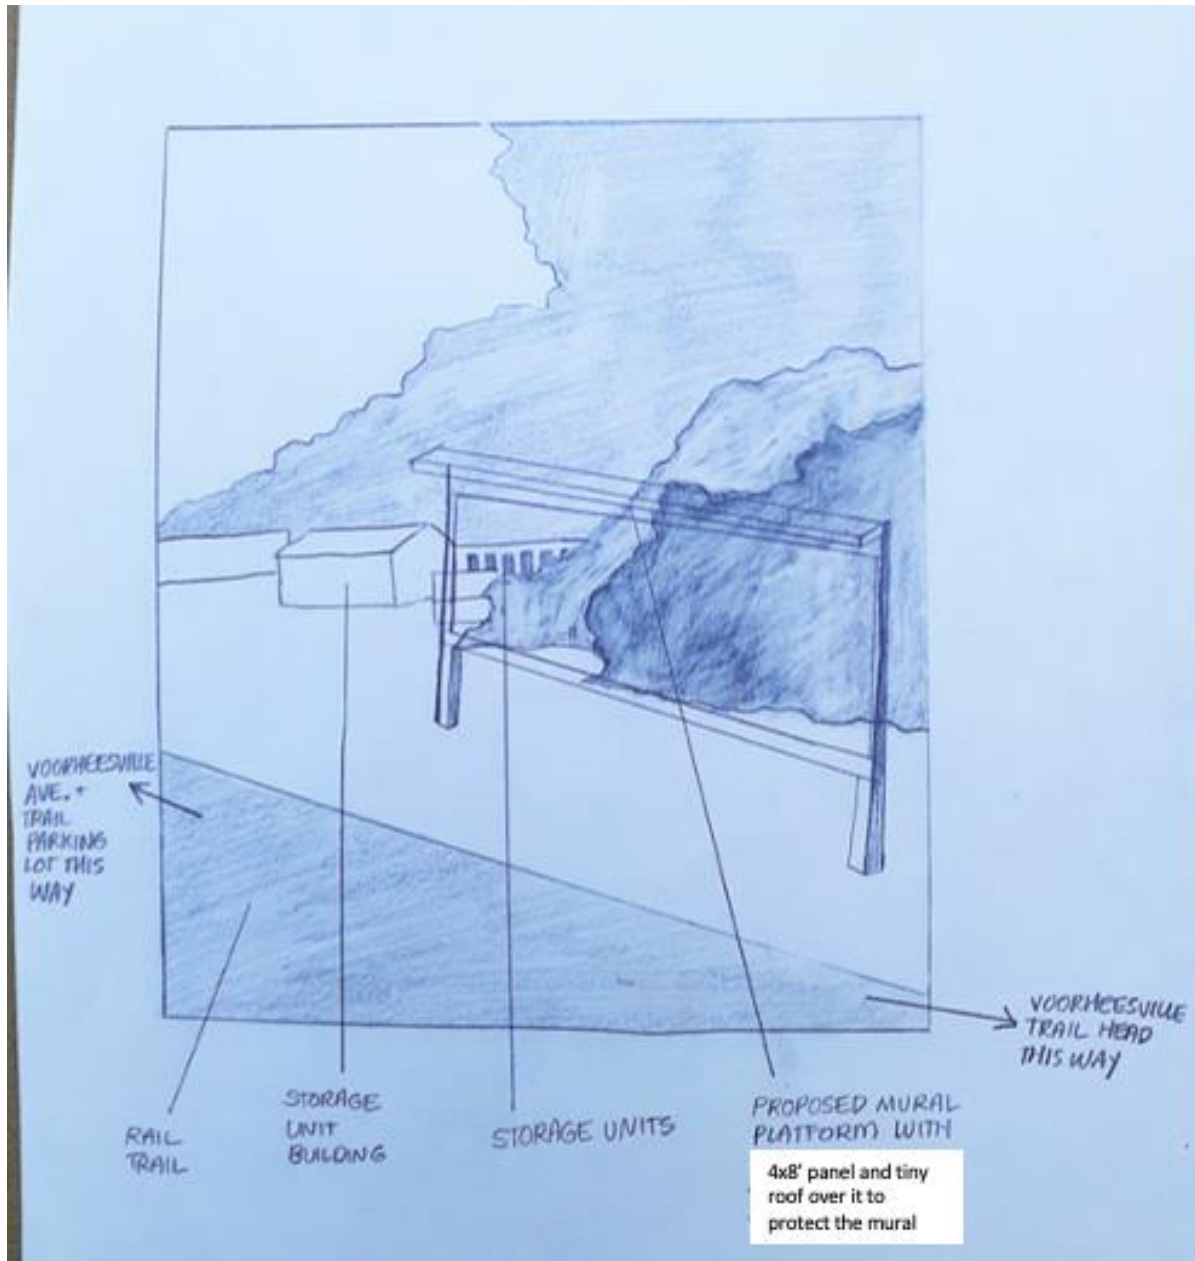 VOORHEESVILLE
AVE. +
TRAIL
PARKING
LOT THIS
WAY
VOORHEESVILLE
TRAIL HEAD
THIS WAY
RAIL
TRAIL
STORAGE
UNIT
BUILDING
STORAGE UNITS
PROPOSED MURAL
PLATFORM WITH
4x8' panel and tiny
roof over it to
protect the mural